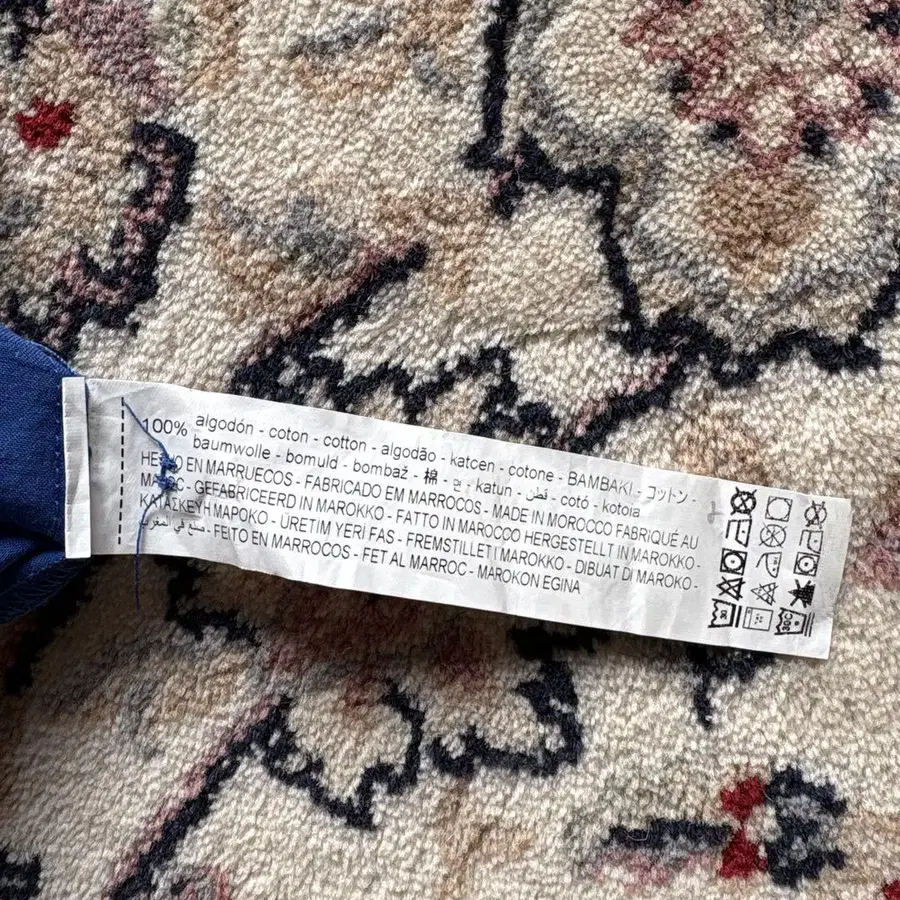 100% algodón - coton - cotton - algodão - katoen - cotone - BAMBAKI - コットン -
baumwolle - bomuld - bombaž - 棉 - 면 - katun - قطن - cotó - kotoia
HECHO EN MARRUECOS - FABRICADO EM MARROCOS - MADE IN MOROCCO FABRIQUÉ AU
MAROC - GEFABRICEERD IN MAROKKO - FATTO IN MAROCCO HERGESTELLT IN MAROKKO -
ΚΑΤΑΣΚΕΥΗ ΜΑΡΟΚΟ - ÜRETIM YERI FAS - FREMSTILLET I MAROKKO - DIBUAT DI MAROKO -
صنع في المغرب - FEITO EN MARROCOS - FET AL MARROC - MAROKON EGINA
30 30C